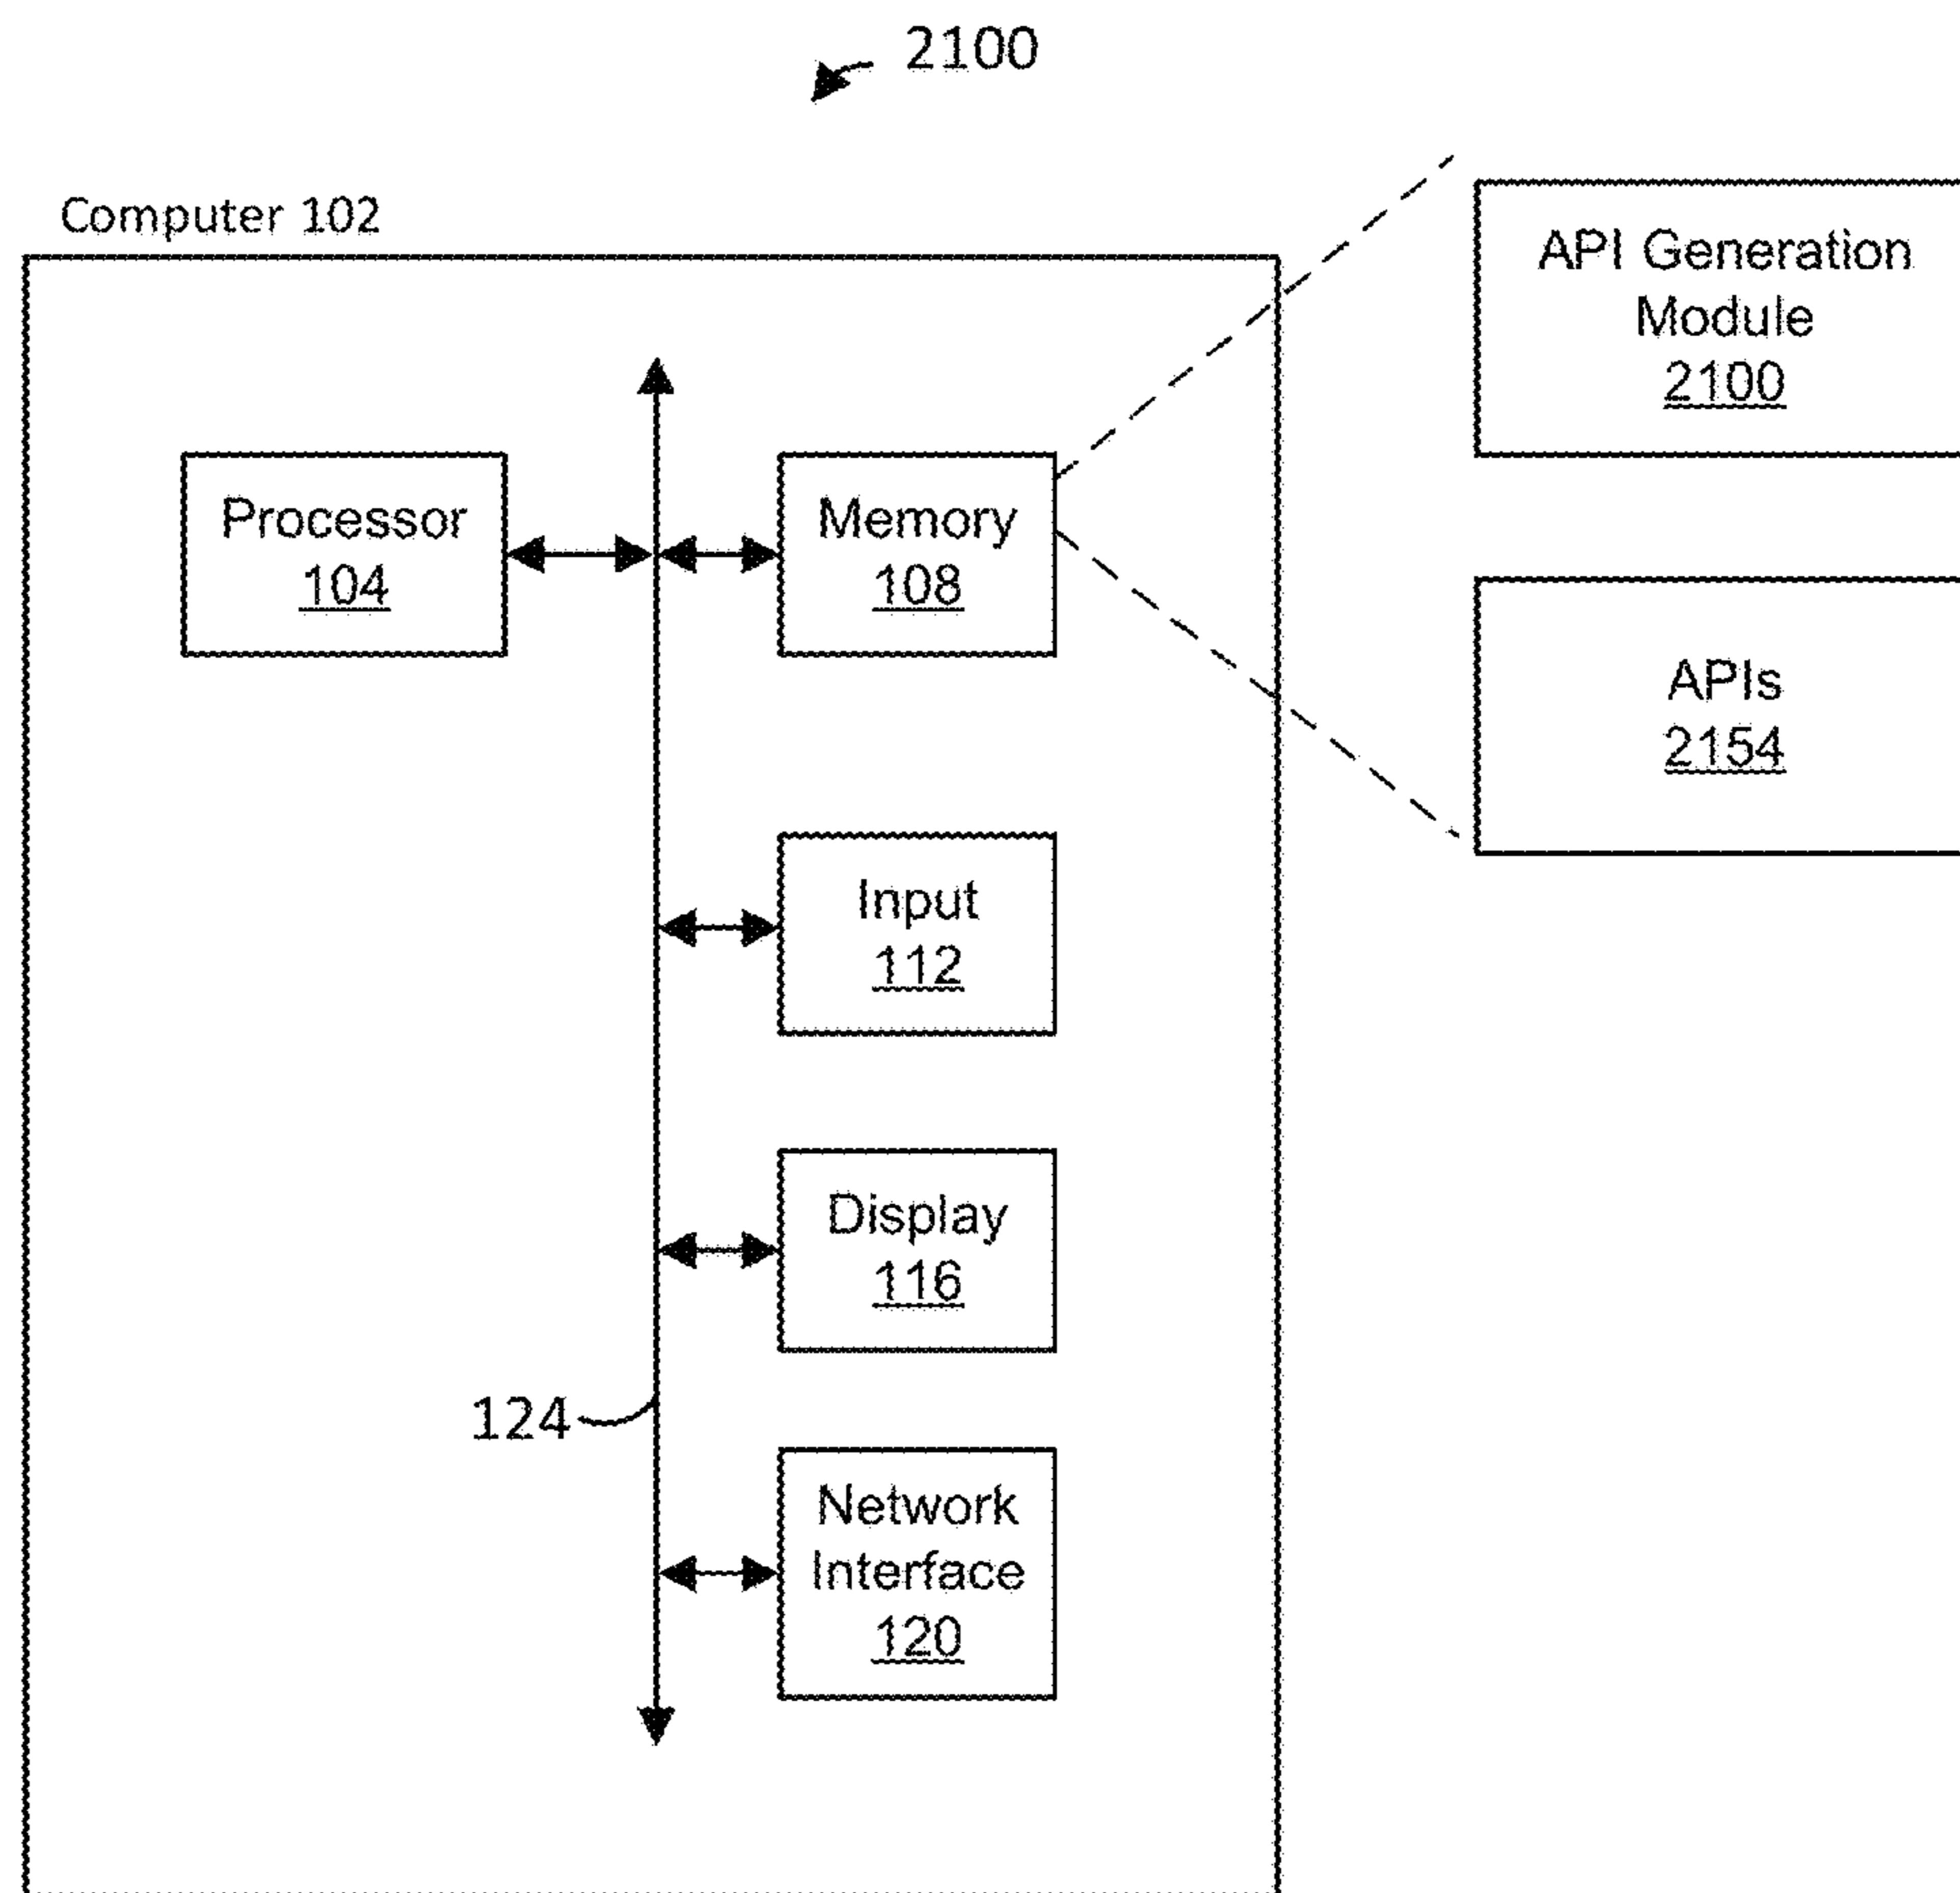 2100
Computer 102
API Generation
Module
2100
Processor
104
Memory
108
APIs
2154
Input
112
Display
116
124
Network
Interface
120